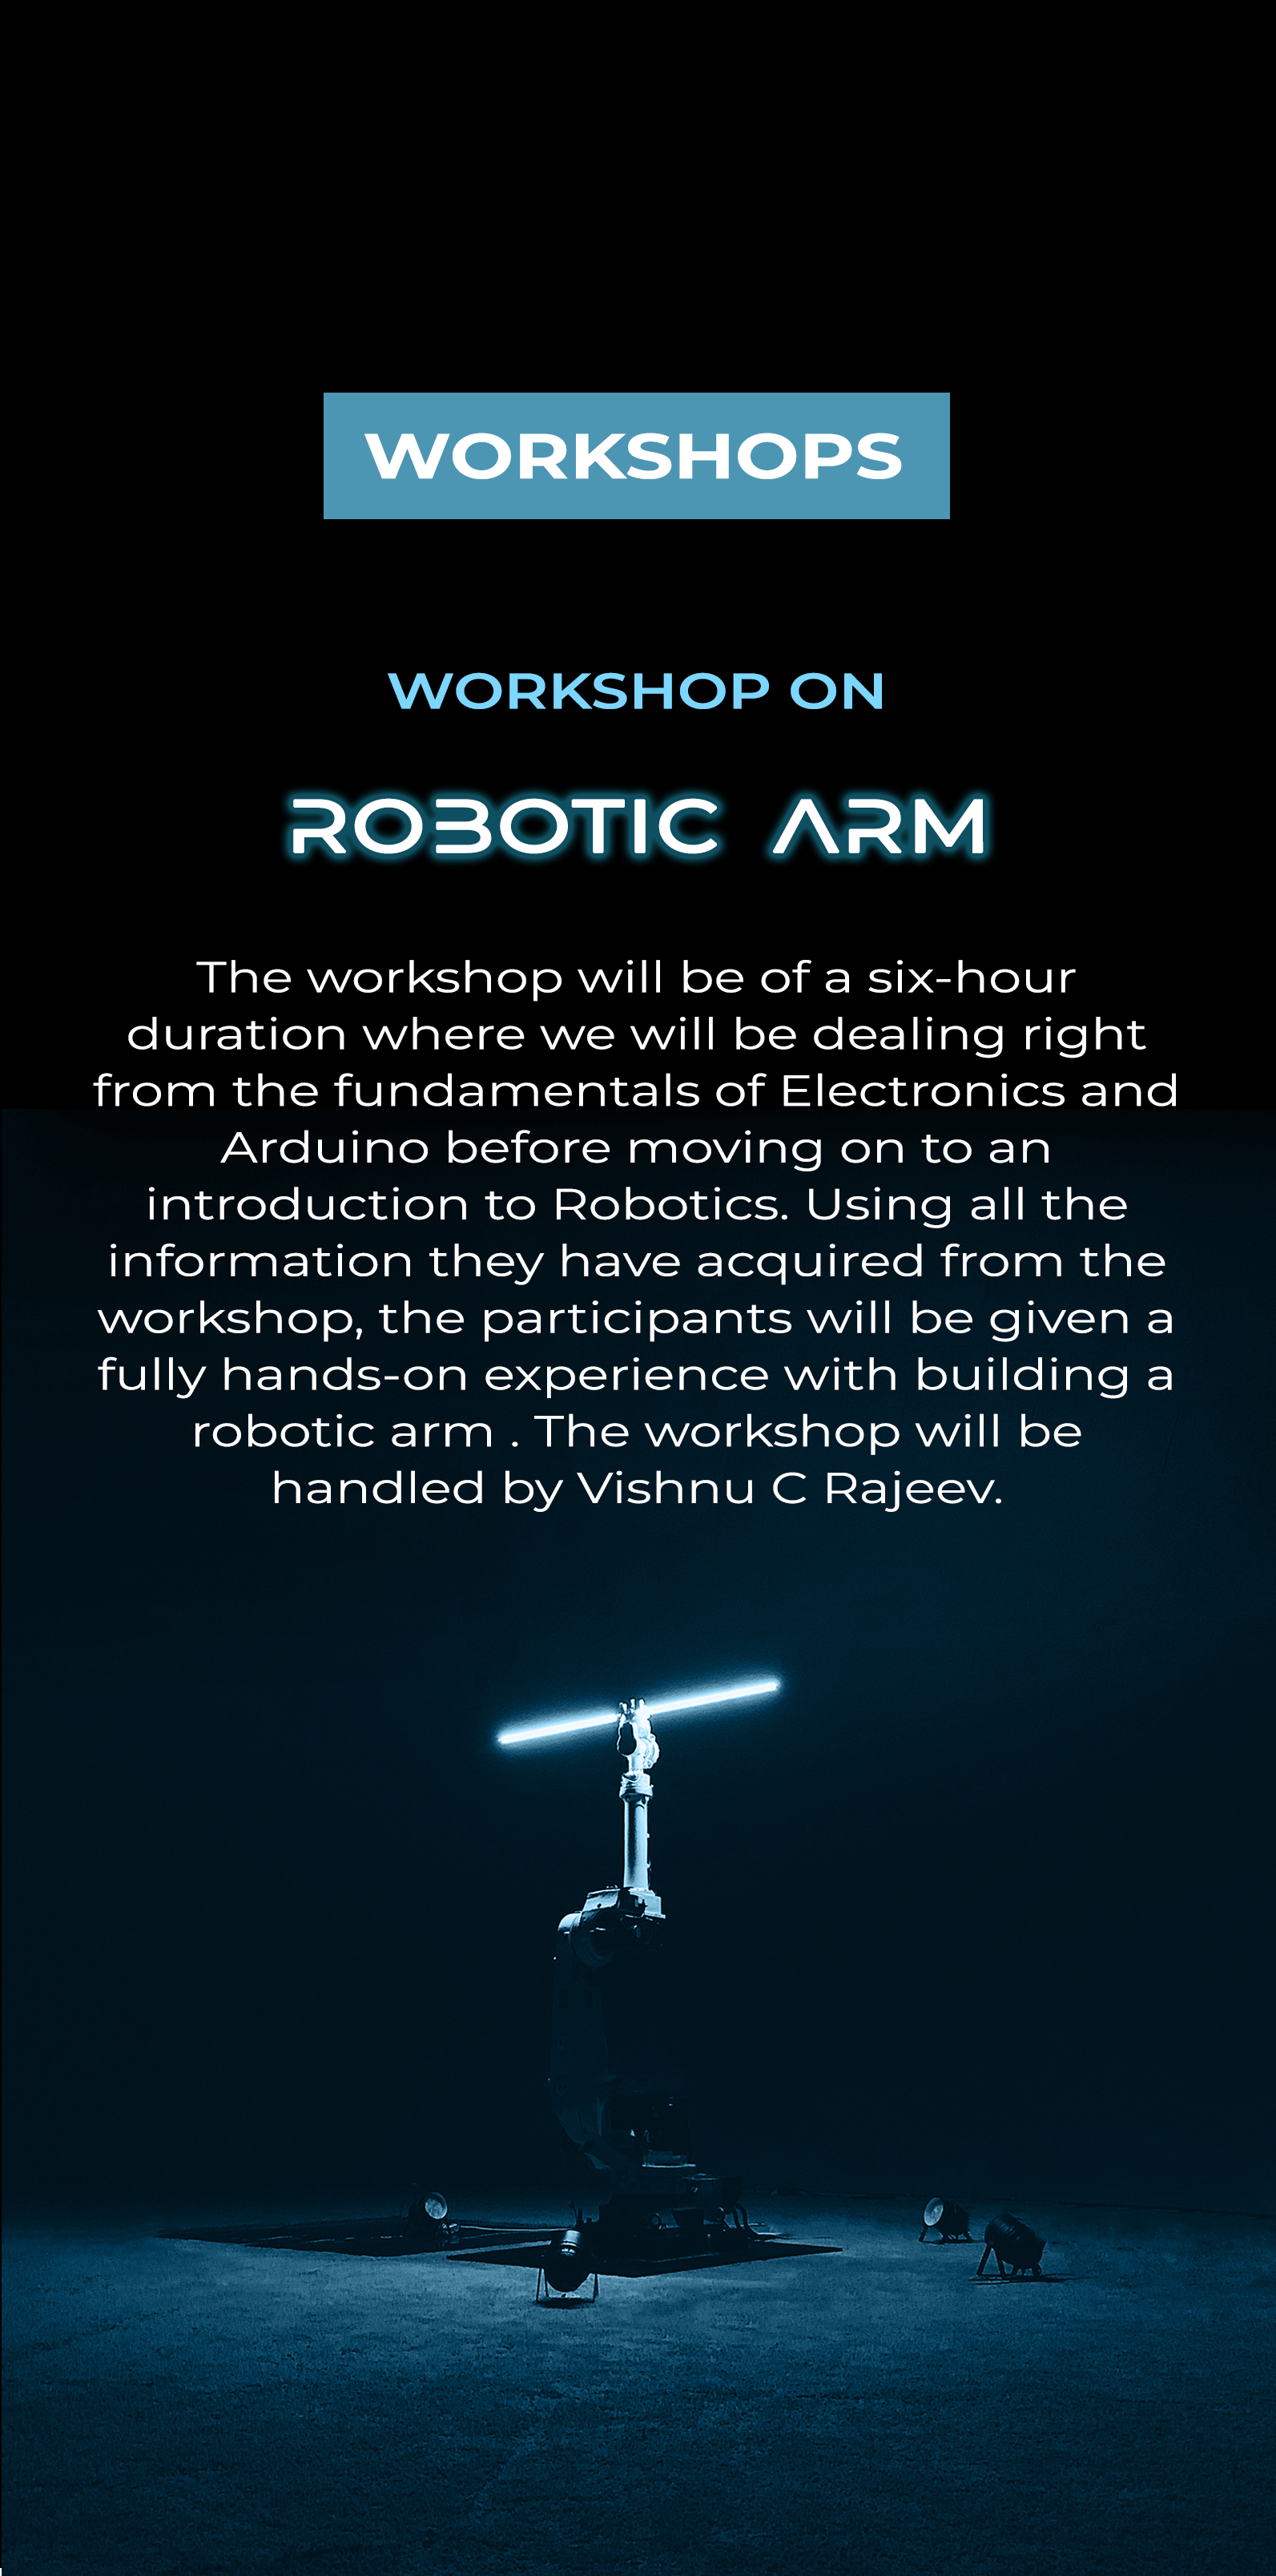 WORKSHOPS
WORKSHOP ON
ROBOTIC ARM
The workshop will be of a six-hour
duration where we will be dealing right
from the fundamentals of Electronics and
Arduino before moving on to an
introduction to Robotics. Using all the
information they have acquired from the
workshop, the participants will be given a
fully hands-on experience with building a
robotic arm . The workshop will be
handled by Vishnu C Rajeev.